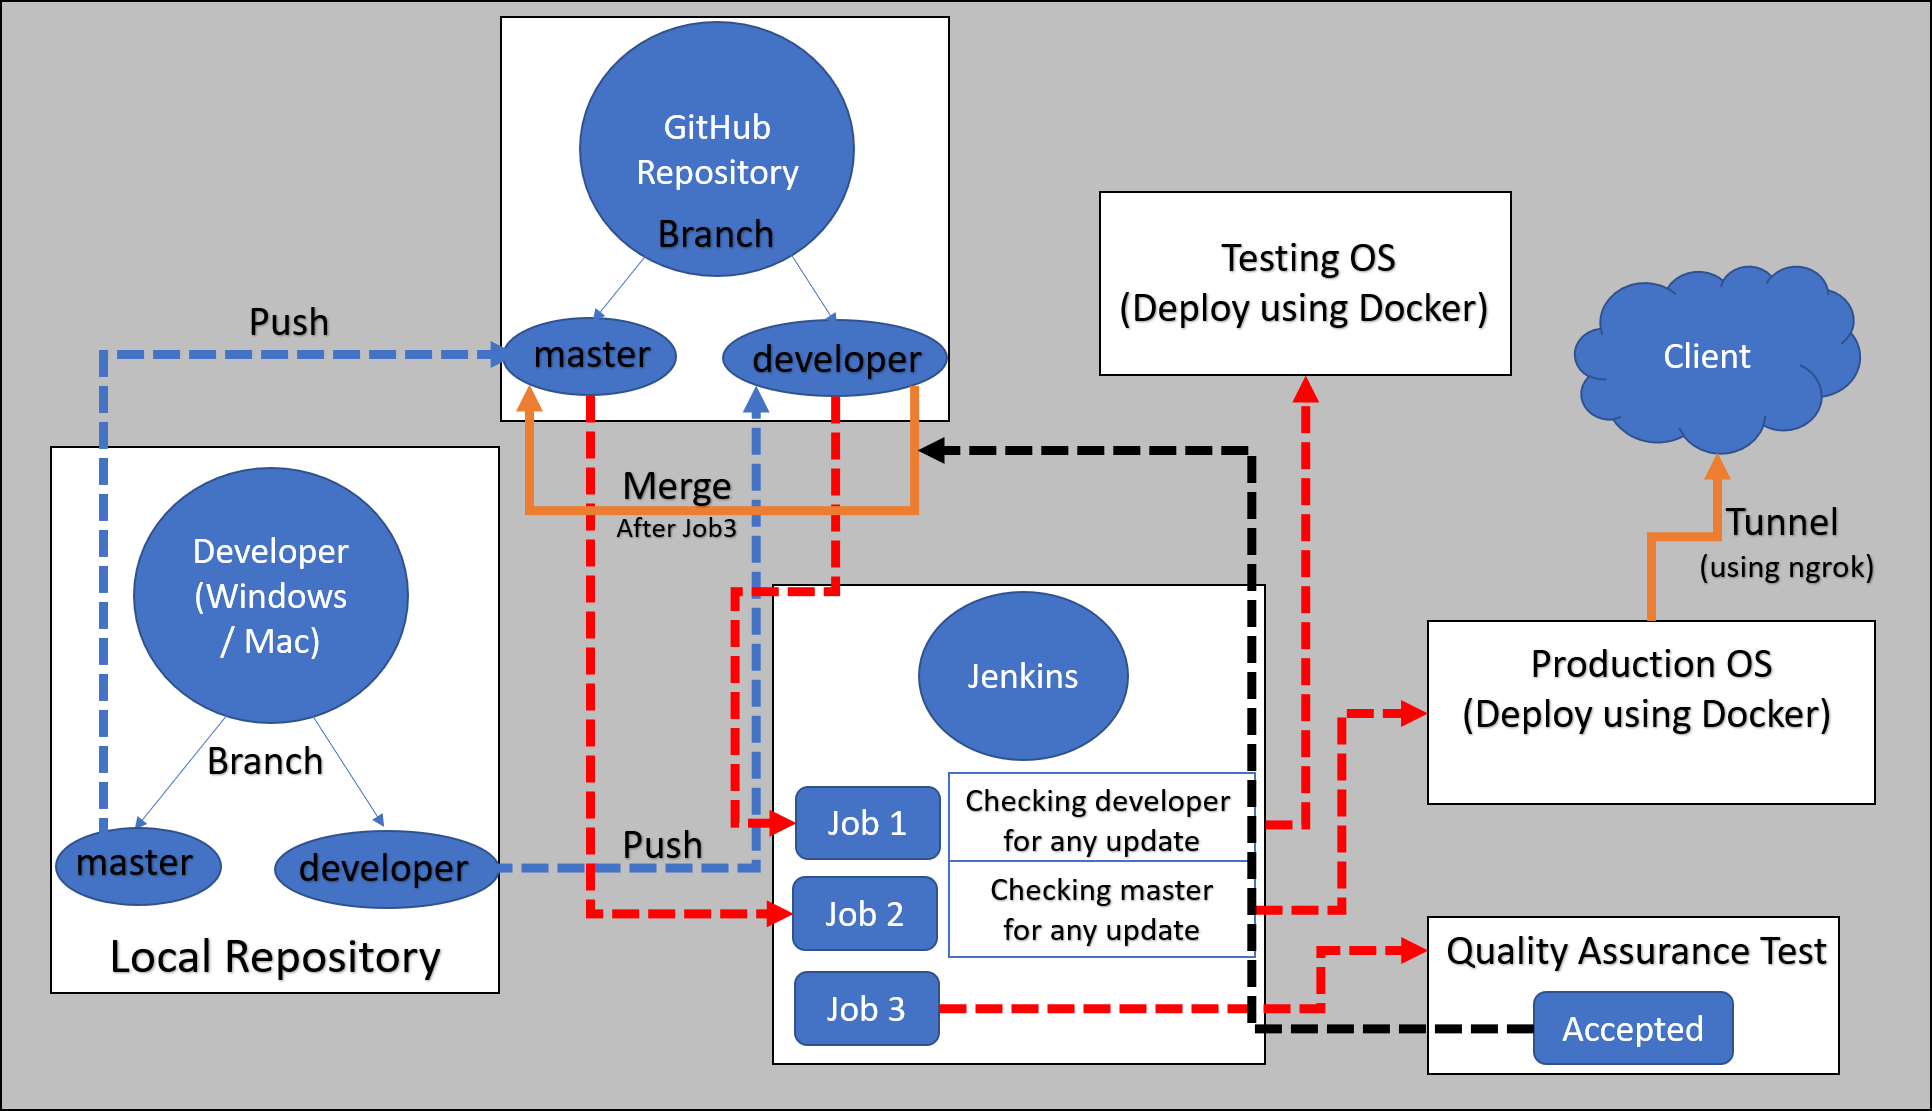 GitHub
Repository
Branch
master
developer
Push
Merge
After Job3
Testing OS
(Deploy using Docker)
Client
Tunnel
(using ngrok)
Developer
(Windows
/ Mac)
Branch
master
developer
Local Repository
Push
Jenkins
Job 1
Checking developer
for any update
Job 2
Checking master
for any update
Job 3
Production OS
(Deploy using Docker)
Quality Assurance Test
Accepted